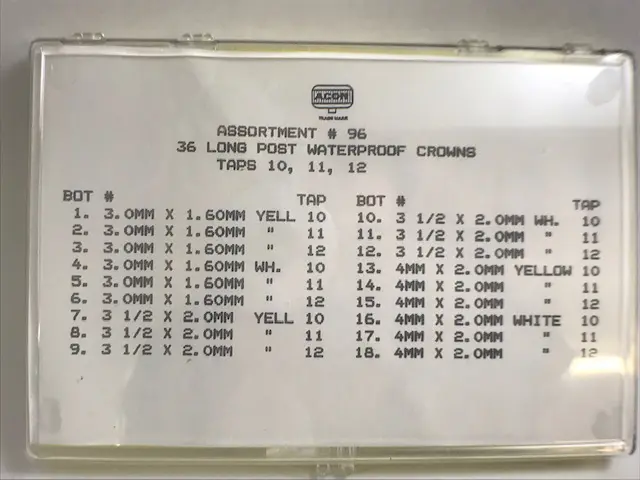 ACON
TRADE MARK
ASSORTMENT # 96
36 LONG POST WATERPROOF CROWNS
TAPS 10, 11, 12
BOT # TAP
1. 3.0MM X 1.60MM YELL 10
2. 3.0MM X 1.60MM " 11
3. 3.0MM X 1.60MM " 12
4. 3.0MM X 1.60MM WH. 10
5. 3.0MM X 1.60MM " 11
6. 3.0MM X 1.60MM " 12
7. 3 1/2 X 2.0MM YELL 10
8. 3 1/2 X 2.0MM " 11
9. 3 1/2 X 2.0MM " 12
BOT # TAP
10. 3 1/2 X 2.0MM WH. 10
11. 3 1/2 X 2.0MM " 11
12. 3 1/2 X 2.0MM " 12
13. 4MM X 2.0MM YELLOW 10
14. 4MM X 2.0MM " 11
15. 4MM X 2.0MM " 12
16. 4MM X 2.0MM WHITE 10
17. 4MM X 2.0MM " 11
18. 4MM X 2.0MM " 12